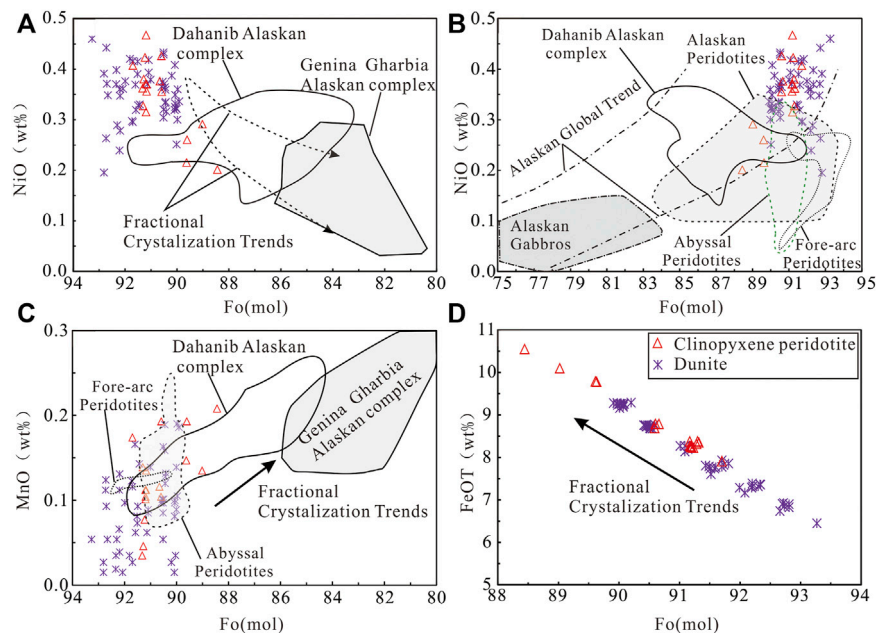 A
0.5
0.4
0.3
0.2
0.1
0.0
NiO (wt%)
Dahanib Alaskan
complex
Genina Gharbia
Alaskan complex
Fractional
Crystalization Trends
94 92 90 88 86 84 82 80
Fo(mol)
B
0.5
0.4
0.3
0.2
0.1
0.0
NiO (wt%)
Dahanib Alaskan
complex
Alaskan
Peridotites
Alaskan Global Trend
Alaskan
Gabbros
Abyssal
Peridotites
Fore-arc
Peridotites
75 77 79 81 83 85 87 89 91 93 95
Fo(mol)
C
0.3
0.2
0.1
0.0
MnO (wt%)
Dahanib Alaskan
complex
Fore-arc
Peridotites
Genina Gharbia
Alaskan complex
Fractional
Crystalization Trends
Abyssal
Peridotites
94 92 90 88 86 84 82 80
Fo(mol)
D
11
10
9
8
7
6
5
FeOT (wt%)
Clinopyxene peridotite
Dunite
Fractional
Crystalization Trends
88 89 90 91 92 93 94
Fo(mol)